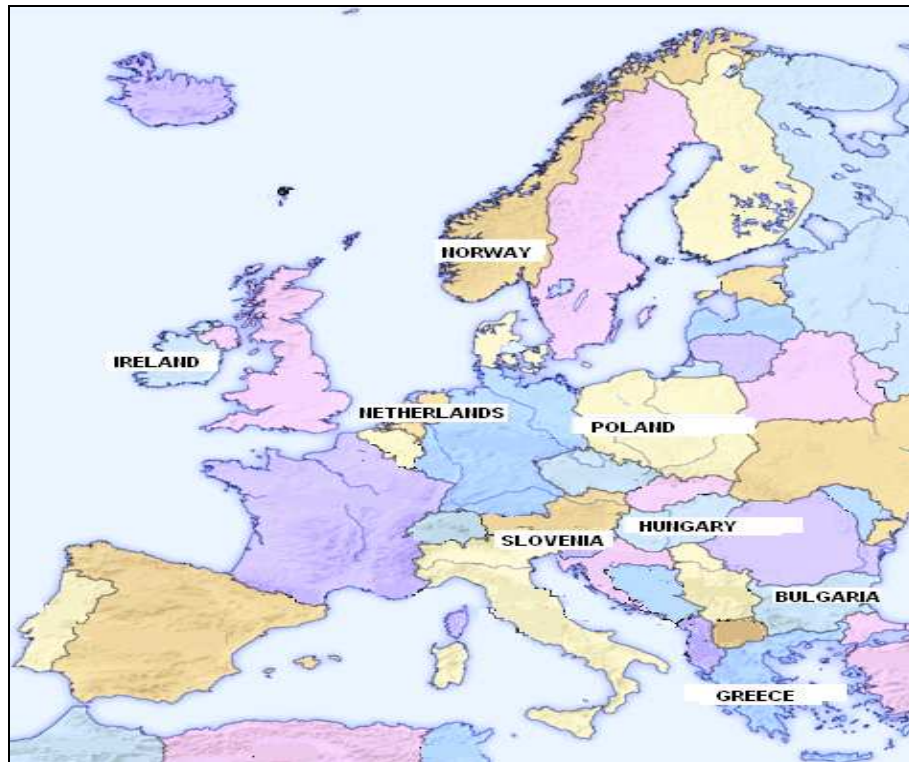 NORWAY
IRELAND
NETHERLANDS
POLAND
HUNGARY
SLOVENIA
BULGARIA
GREECE